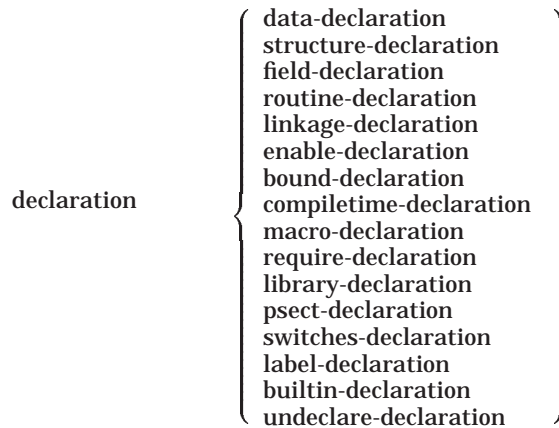 data-declaration
structure-declaration
field-declaration
routine-declaration
linkage-declaration
enable-declaration
bound-declaration
declaration
compiletime-declaration
macro-declaration
require-declaration
library-declaration
psect-declaration
switches-declaration
label-declaration
builtin-declaration
undeclare-declaration